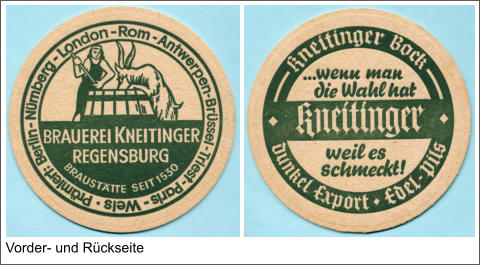 Prämiert: Berlin-Nürnberg-London-Rom-Antwerpen-Brüssel-Triest-Paris-Wels
BRAUEREI KNEITINGER
REGENSBURG
BRAUSTÄTTE SEIT 1530
Kneitinger Bock
...wenn man
die Wahl hat
Kneitinger
weil es
schmeckt!
Dunkel Export · Edel-Pils
Vorder- und Rückseite